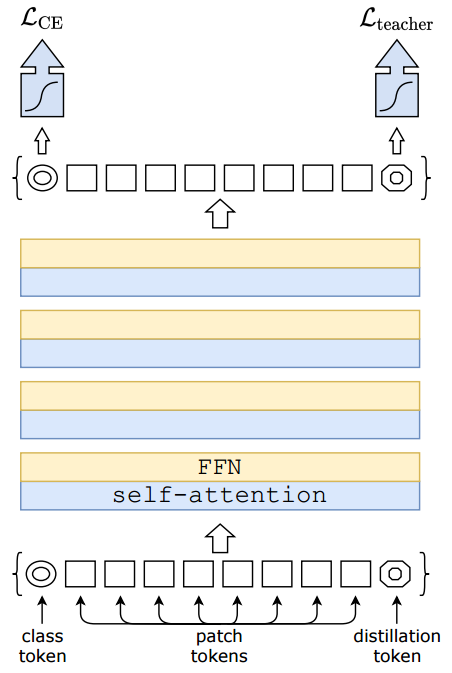 ℒCE
ℒteacher
FFN
self-attention
class
token
patch
tokens
distillation
token